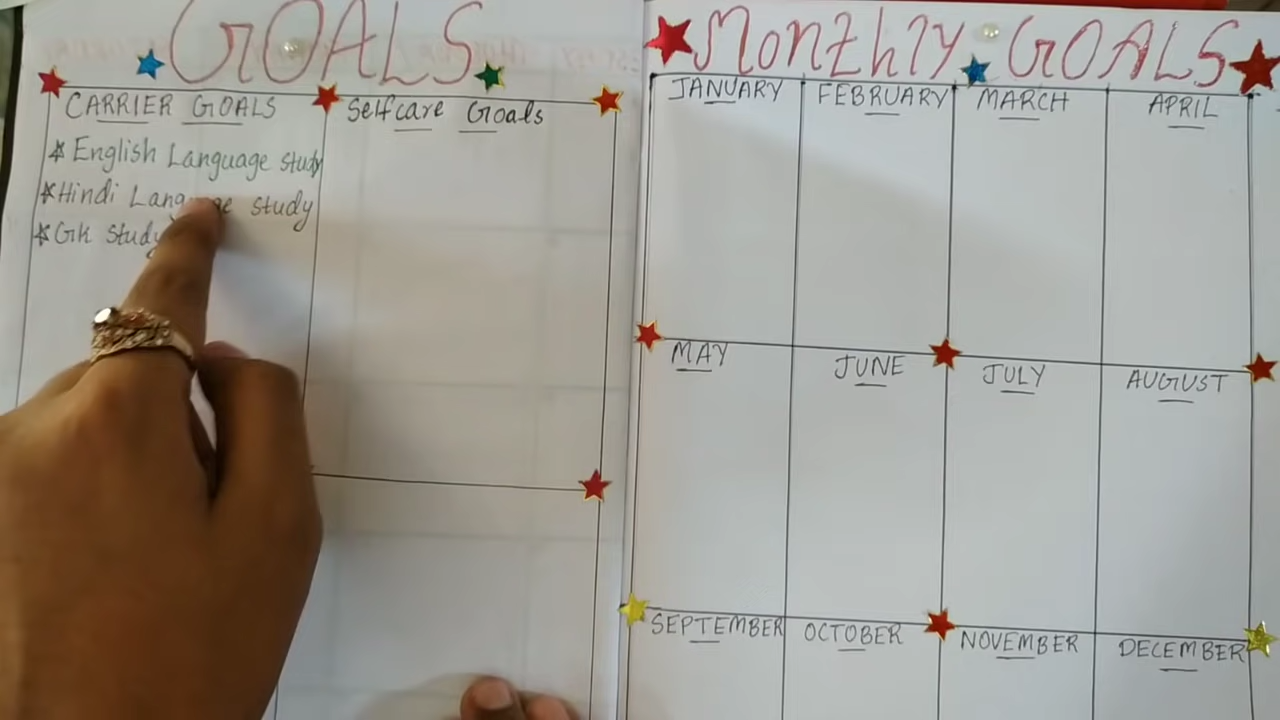 GOALS
CARRIER GOALS
English Language study
Hindi Language study
GK study
Selfcare Goals
Monthly GOALS
JANUARY
FEBRUARY
MARCH
APRIL
MAY
JUNE
JULY
AUGUST
SEPTEMBER
OCTOBER
NOVEMBER
DECEMBER